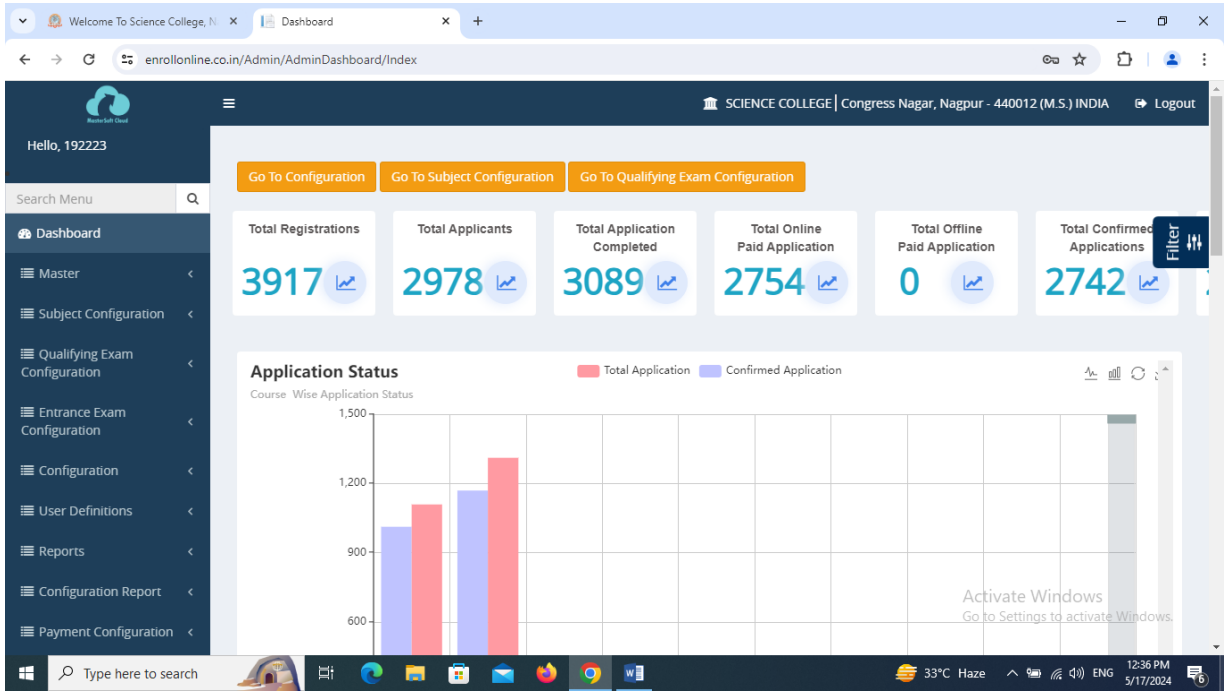 Welcome To Science College, N
Dashboard
enrollonline.co.in/Admin/AdminDashboard/Index
MasterSoft Cloud
SCIENCE COLLEGE | Congress Nagar, Nagpur - 440012 (M.S.) INDIA
Logout
Hello, 192223
Search Menu
Dashboard
Master
Subject Configuration
Qualifying Exam
Configuration
Entrance Exam
Configuration
Configuration
User Definitions
Reports
Configuration Report
Payment Configuration
Go To Configuration
Go To Subject Configuration
Go To Qualifying Exam Configuration
Total Registrations
3917
Total Applicants
2978
Total Application
Completed
3089
Total Online
Paid Application
2754
Total Offline
Paid Application
0
Total Confirmed
Applications
2742
Filter
Application Status
Course Wise Application Status
Total Application
Confirmed Application
1,500
1,200
900
600
Activate Windows
Go to Settings to activate Windows.
Type here to search
33°C Haze
ENG
12:36 PM
5/17/2024
6